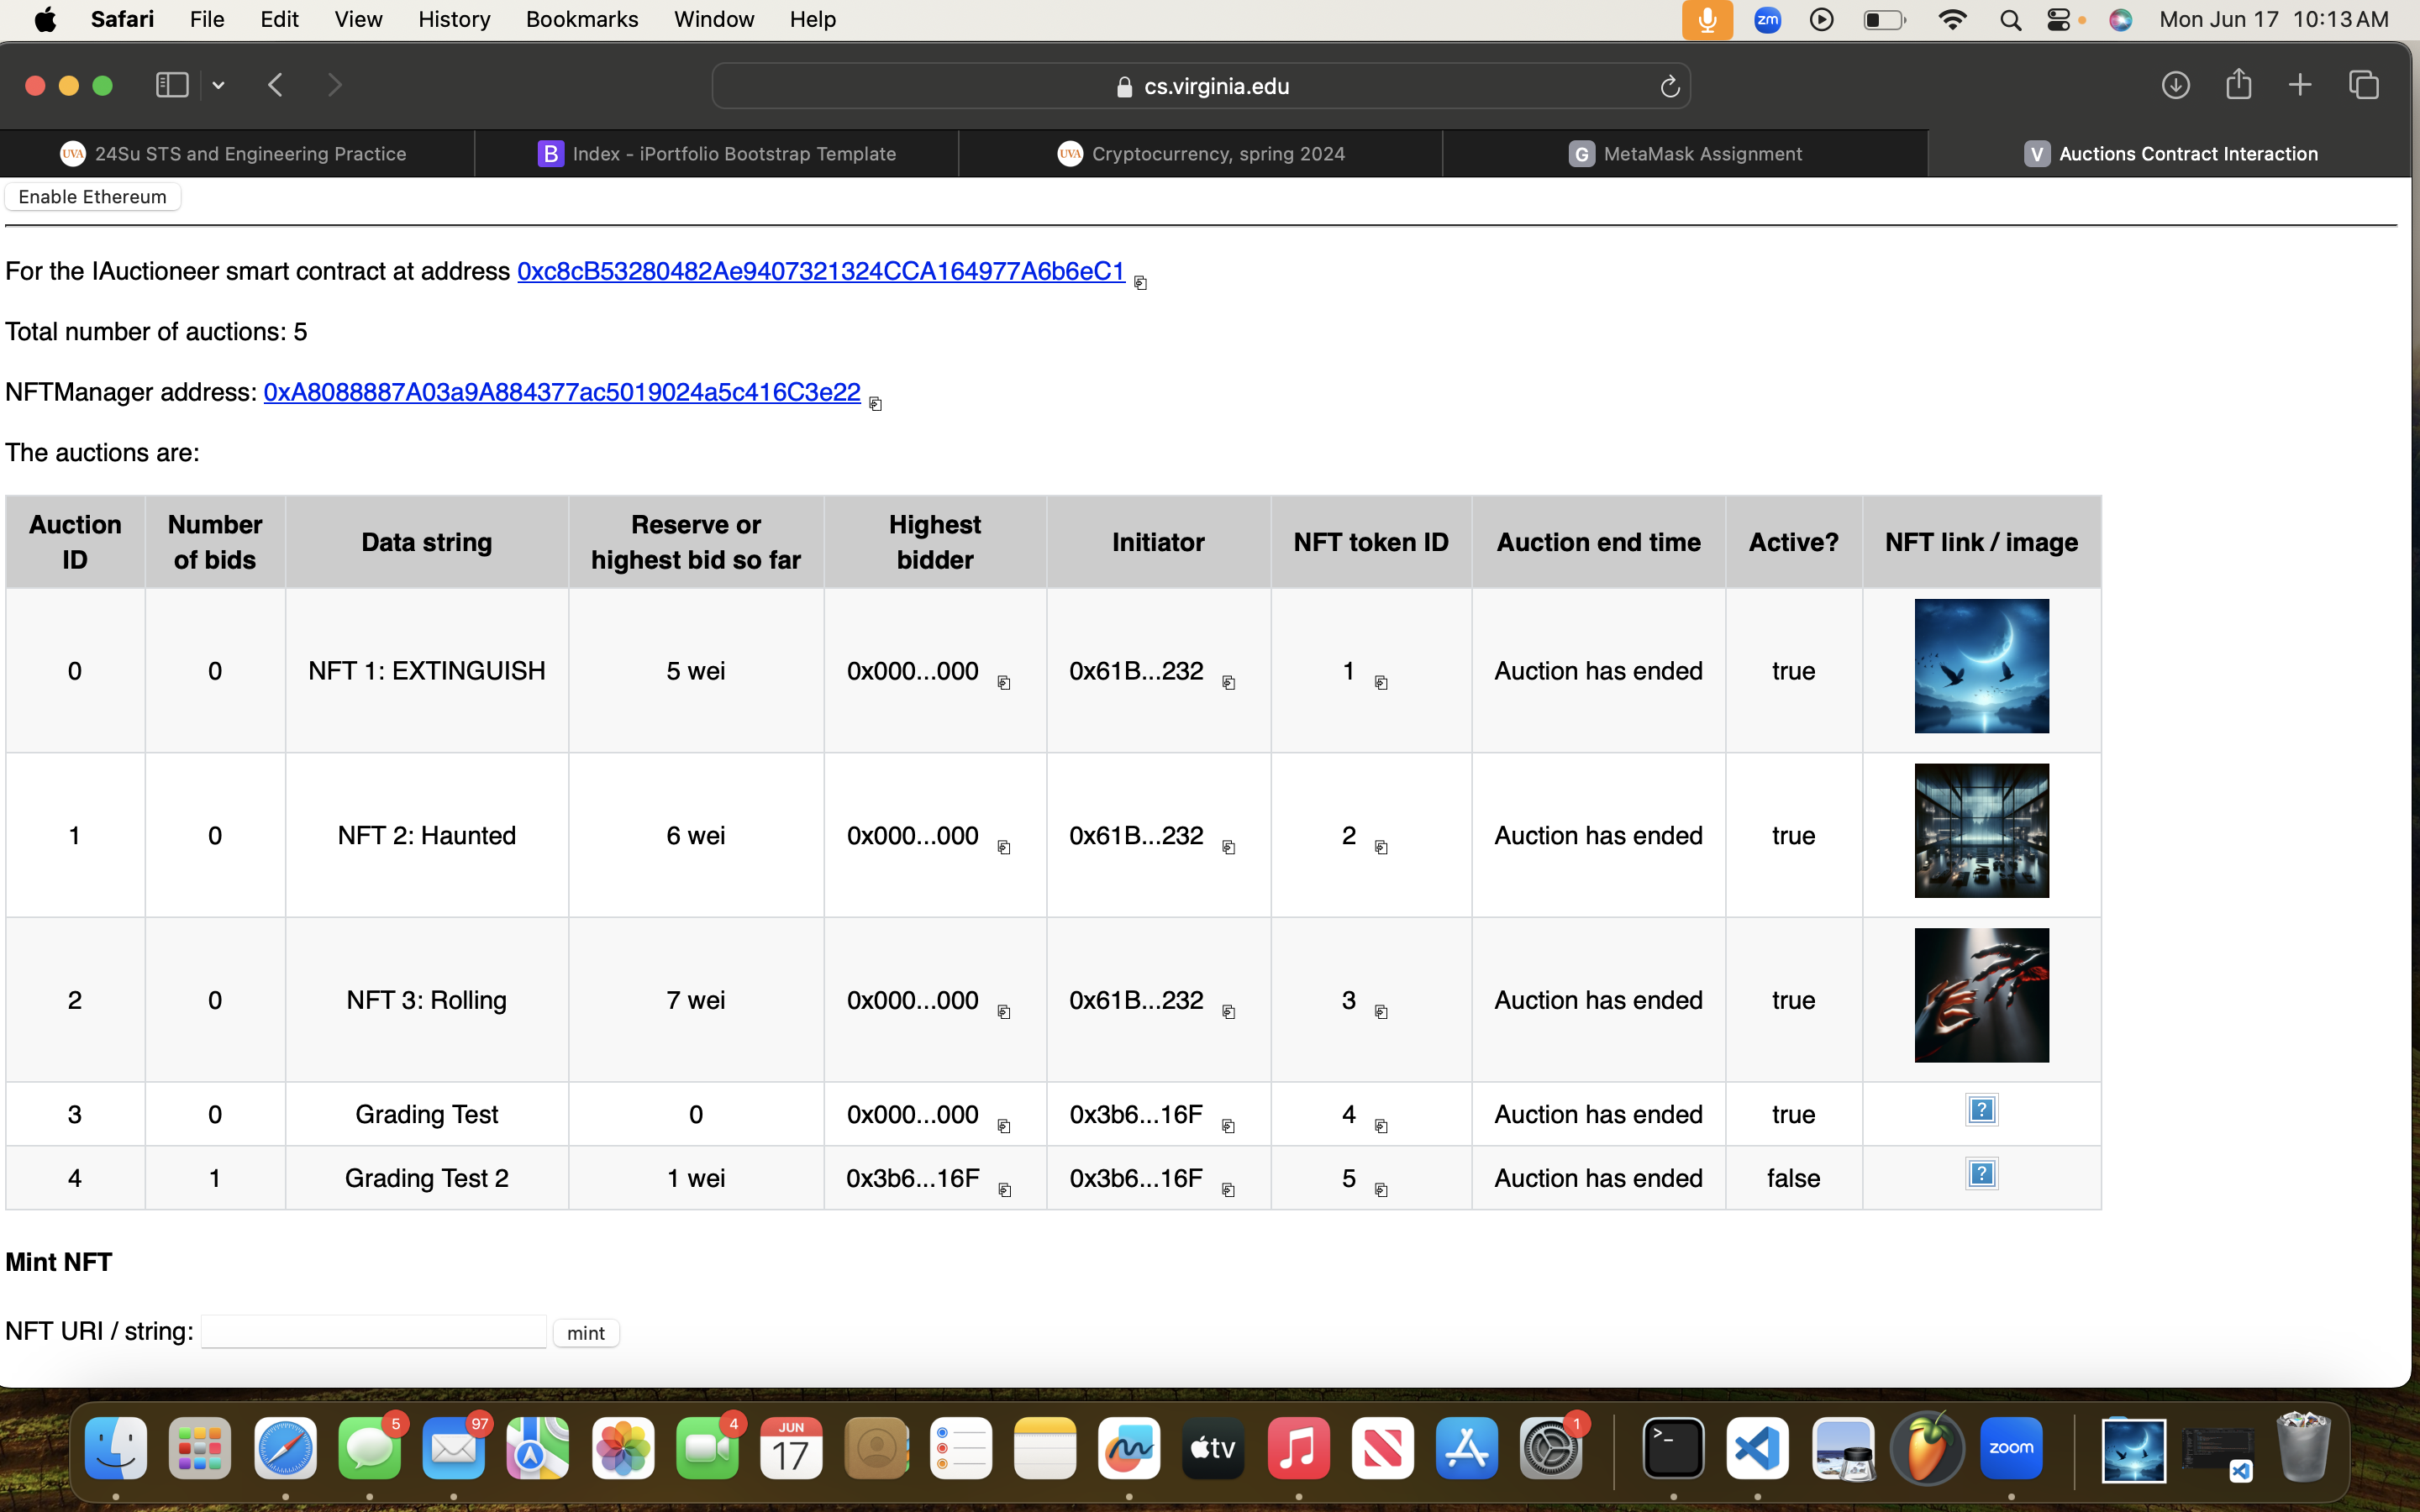 Safari File Edit View History Bookmarks Window Help zm Mon Jun 17 10:13 AM
cs.virginia.edu
UVA 24Su STS and Engineering Practice B Index - iPortfolio Bootstrap Template UVA Cryptocurrency, spring 2024 G MetaMask Assignment V Auctions Contract Interaction
Enable Ethereum
For the IAuctioneer smart contract at address 0xc8cB53280482Ae9407321324CCA164977A6b6eC1
Total number of auctions: 5
NFTManager address: 0xA8088887A03a9A884377ac5019024a5c416C3e22
The auctions are:
Auction ID Number of bids Data string Reserve or highest bid so far Highest bidder Initiator NFT token ID Auction end time Active? NFT link / image
0 0 NFT 1: EXTINGUISH 5 wei 0x000...000 0x61B...232 1 Auction has ended true
1 0 NFT 2: Haunted 6 wei 0x000...000 0x61B...232 2 Auction has ended true
2 0 NFT 3: Rolling 7 wei 0x000...000 0x61B...232 3 Auction has ended true
3 0 Grading Test 0 0x000...000 0x3b6...16F 4 Auction has ended true ?
4 1 Grading Test 2 1 wei 0x3b6...16F 0x3b6...16F 5 Auction has ended false ?
Mint NFT
NFT URI / string: mint
5 97 4 JUN 17 tv 1 >_ zoom